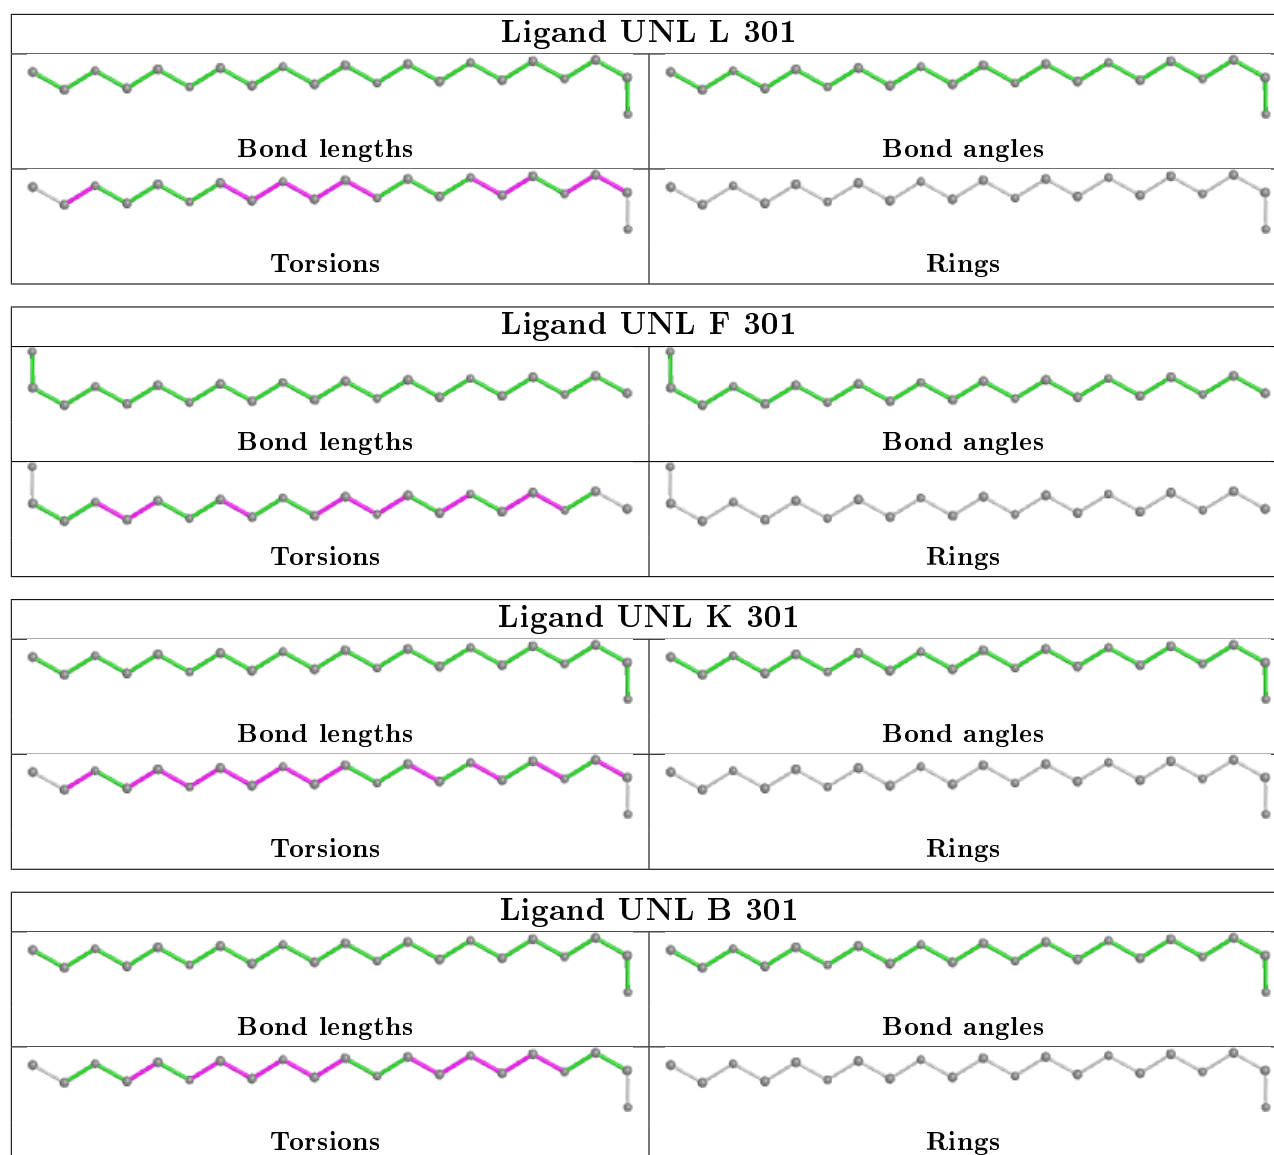 Ligand UNL L 301
Bond lengths Bond angles
Torsions Rings
Ligand UNL F 301
Bond lengths Bond angles
Torsions Rings
Ligand UNL K 301
Bond lengths Bond angles
Torsions Rings
Ligand UNL B 301
Bond lengths Bond angles
Torsions Rings